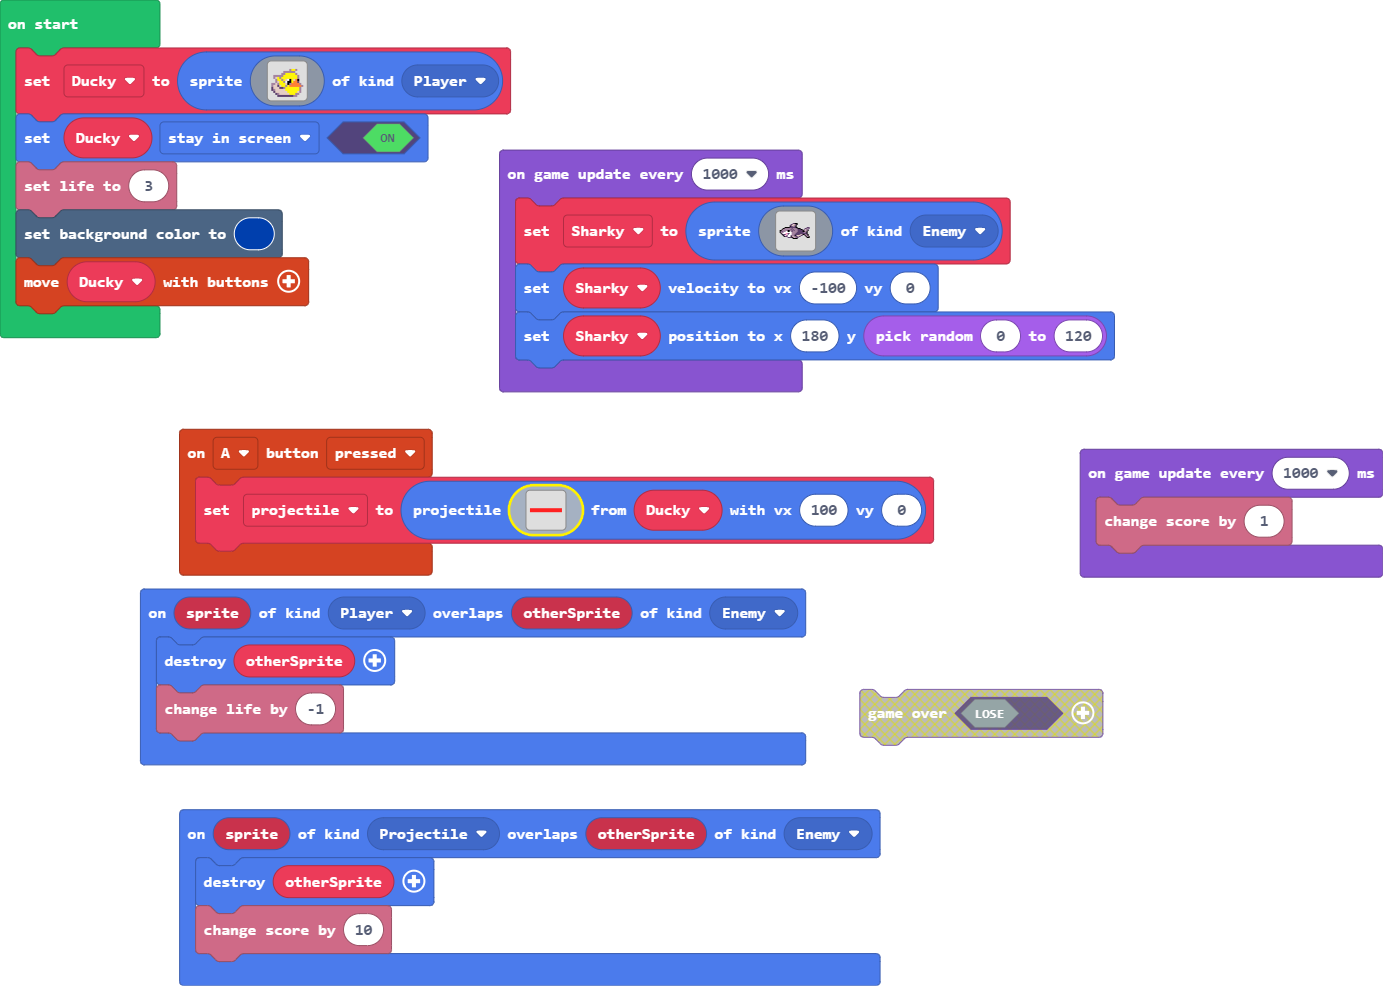 on start
set Ducky to sprite of kind Player
set Ducky stay in screen ON
set life to 3
set background color to
move Ducky with buttons
on game update every 1000 ms
set Sharky to sprite of kind Enemy
set Sharky velocity to vx -100 vy 0
set Sharky position to x 180 y pick random 0 to 120
on A button pressed
set projectile to projectile from Ducky with vx 100 vy 0
on game update every 1000 ms
change score by 1
on sprite of kind Player overlaps otherSprite of kind Enemy
destroy otherSprite
change life by -1
game over LOSE
on sprite of kind Projectile overlaps otherSprite of kind Enemy
destroy otherSprite
change score by 10